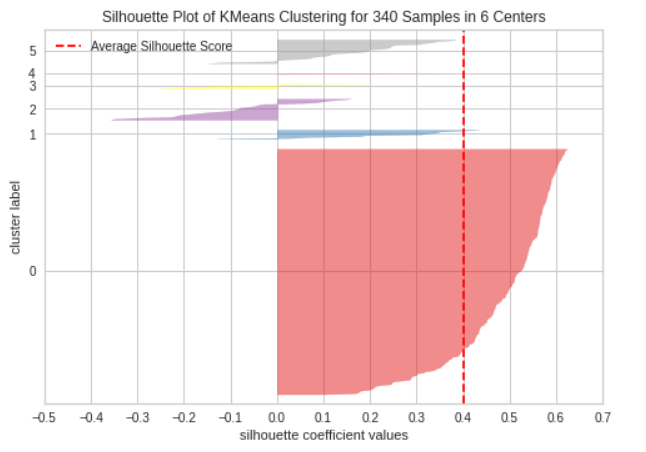 Silhouette Plot of KMeans Clustering for 340 Samples in 6 Centers
Average Silhouette Score
5
4
3
2
1
0
cluster label
−0.5 −0.4 −0.3 −0.2 −0.1 0.0 0.1 0.2 0.3 0.4 0.5 0.6 0.7
silhouette coefficient values